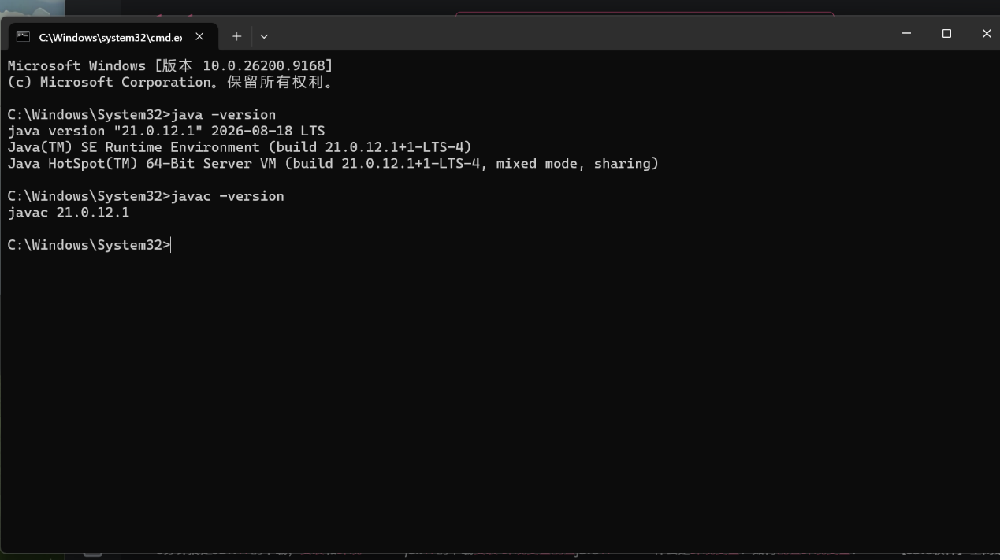 C:\Windows\system32\cmd.e
Microsoft Windows [版本 10.0.26200.9168]
(c) Microsoft Corporation。保留所有权利。
C:\Windows\System32>java -version
java version "21.0.12.1" 2026-08-18 LTS
Java(TM) SE Runtime Environment (build 21.0.12.1+1-LTS-4)
Java HotSpot(TM) 64-Bit Server VM (build 21.0.12.1+1-LTS-4, mixed mode, sharing)
C:\Windows\System32>javac -version
javac 21.0.12.1
C:\Windows\System32>